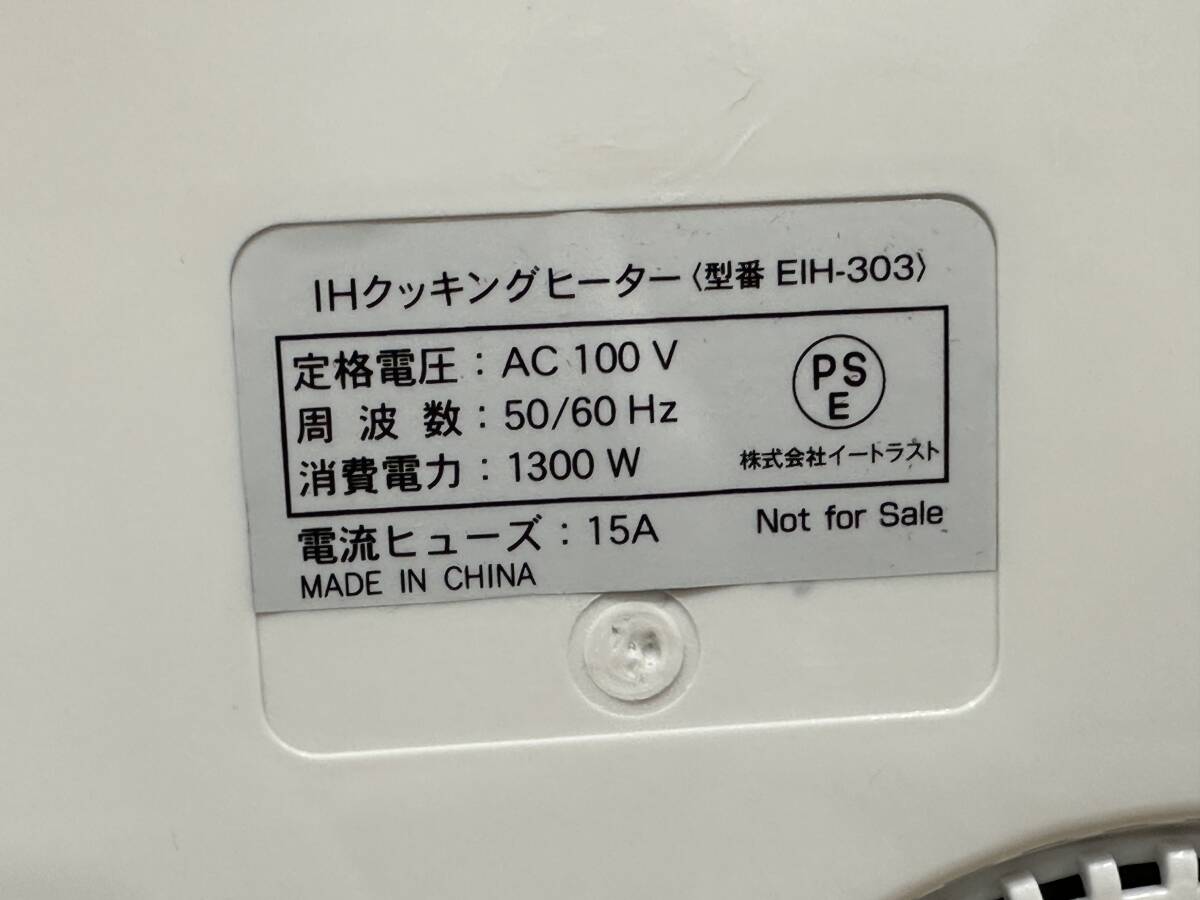 IHクッキングヒーター〈型番 EIH-303〉
定格電圧：AC 100 V
周波数：50/60 Hz
消費電力：1300 W
PS
E
株式会社イートラスト
電流ヒューズ：15A
Not for Sale
MADE IN CHINA